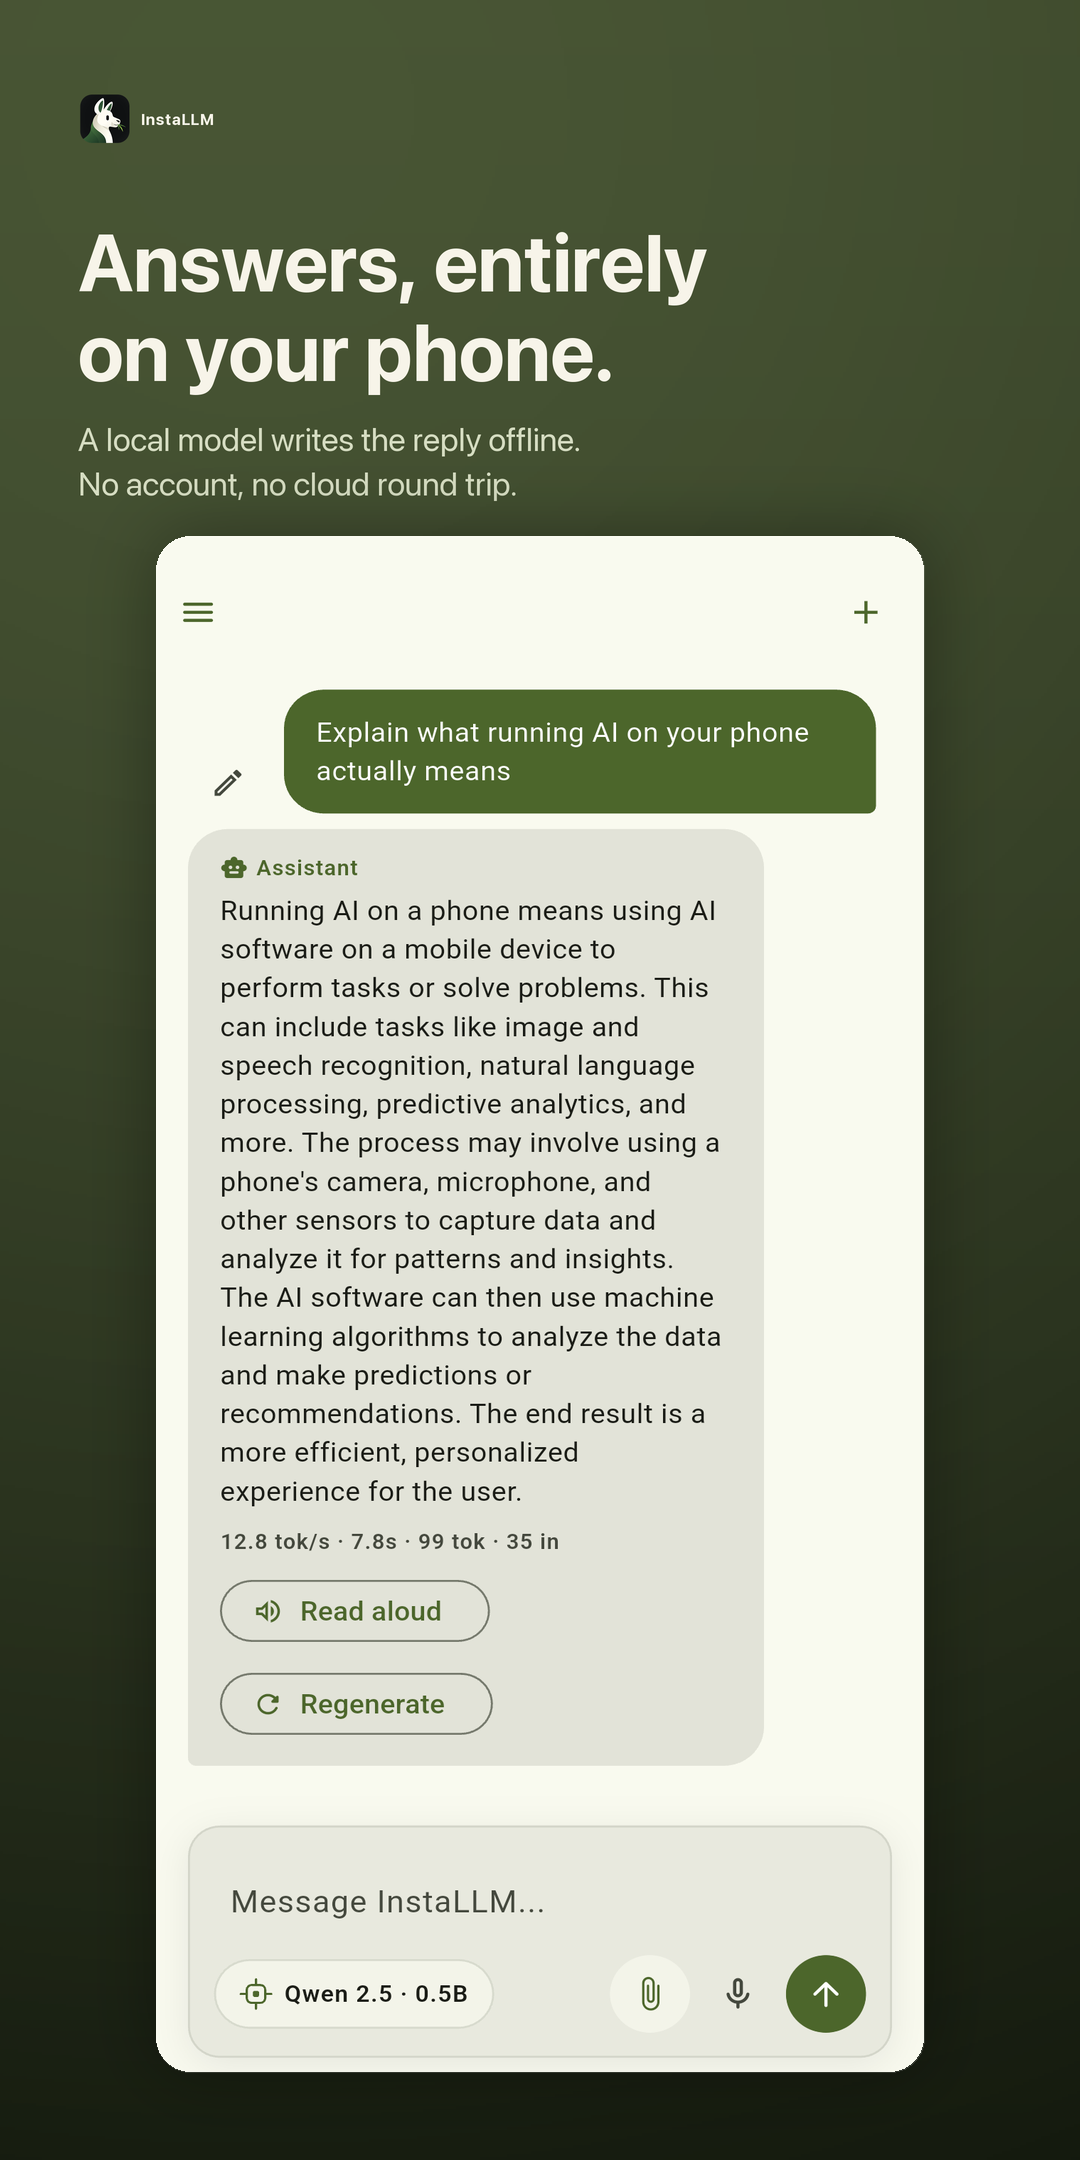 InstaLLM
Answers, entirely
on your phone.
A local model writes the reply offline.
No account, no cloud round trip.
Explain what running AI on your phone
actually means
Assistant
Running AI on a phone means using AI
software on a mobile device to
perform tasks or solve problems. This
can include tasks like image and
speech recognition, natural language
processing, predictive analytics, and
more. The process may involve using a
phone's camera, microphone, and
other sensors to capture data and
analyze it for patterns and insights.
The AI software can then use machine
learning algorithms to analyze the data
and make predictions or
recommendations. The end result is a
more efficient, personalized
experience for the user.
12.8 tok/s · 7.8s · 99 tok · 35 in
Read aloud
Regenerate
Message InstaLLM...
Qwen 2.5 · 0.5B